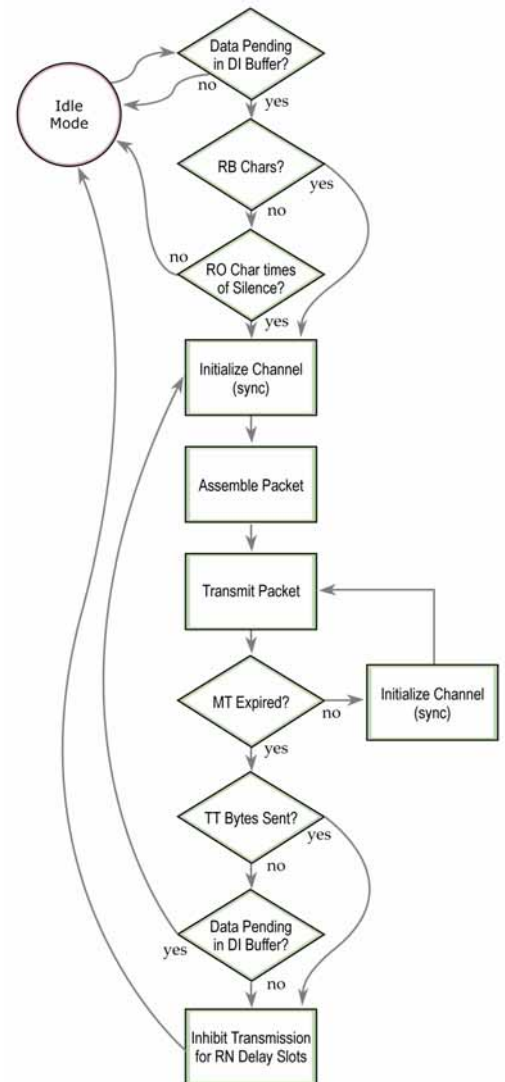 Data Pending
in DI Buffer?
no
yes
Idle
Mode
RB Chars?
yes
no
RO Char times
of Silence?
no
yes
Initialize Channel
(sync)
Assemble Packet
Transmit Packet
MT Expired?
no
yes
Initialize Channel
(sync)
TT Bytes Sent?
yes
no
Data Pending
in DI Buffer?
yes
no
Inhibit Transmission
for RN Delay Slots